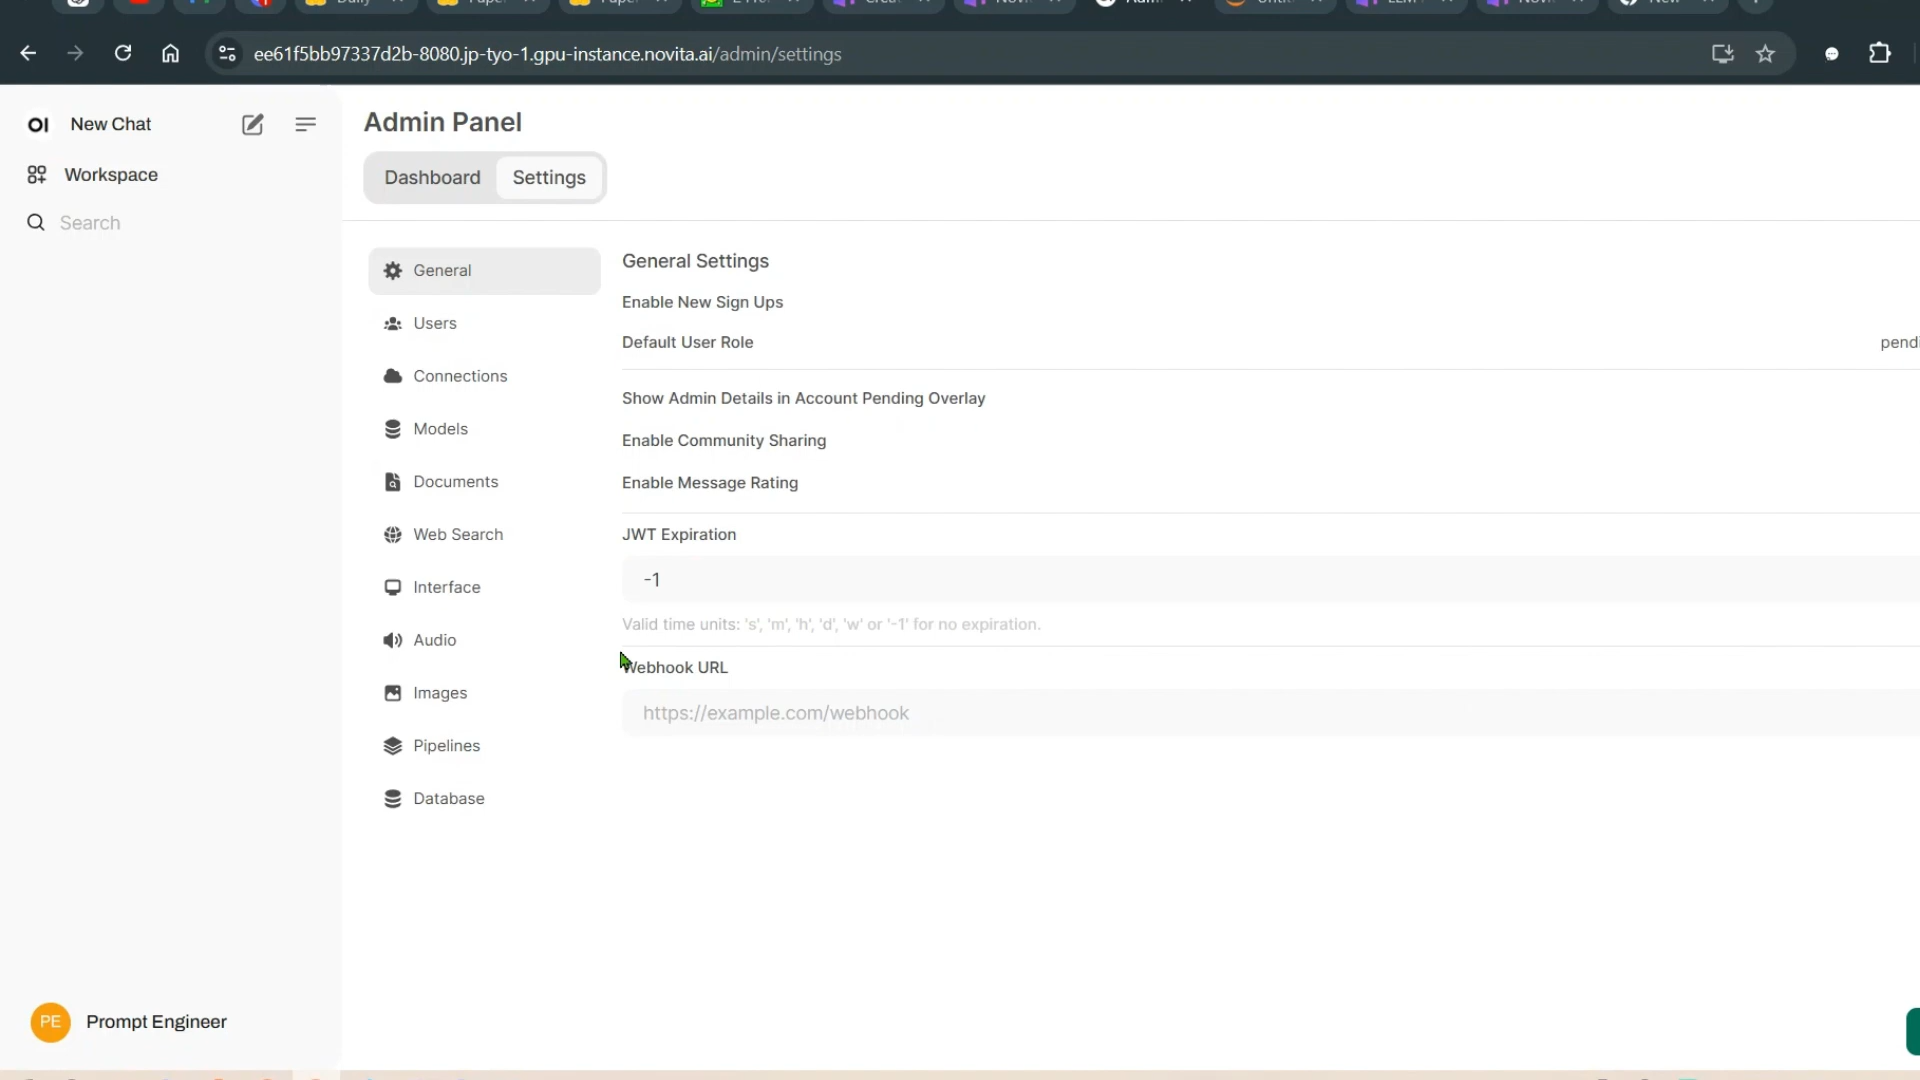 ee61f5bb97337d2b-8080.jp-tyo-1.gpu-instance.novita.ai/admin/settings
OI New Chat
Workspace
Search
Admin Panel
Dashboard Settings
General
Users
Connections
Models
Documents
Web Search
Interface
Audio
Images
Pipelines
Database
General Settings
Enable New Sign Ups
Default User Role
Show Admin Details in Account Pending Overlay
Enable Community Sharing
Enable Message Rating
JWT Expiration
-1
Valid time units: 's', 'm', 'h', 'd', 'w' or '-1' for no expiration.
Webhook URL
https://example.com/webhook
PE Prompt Engineer